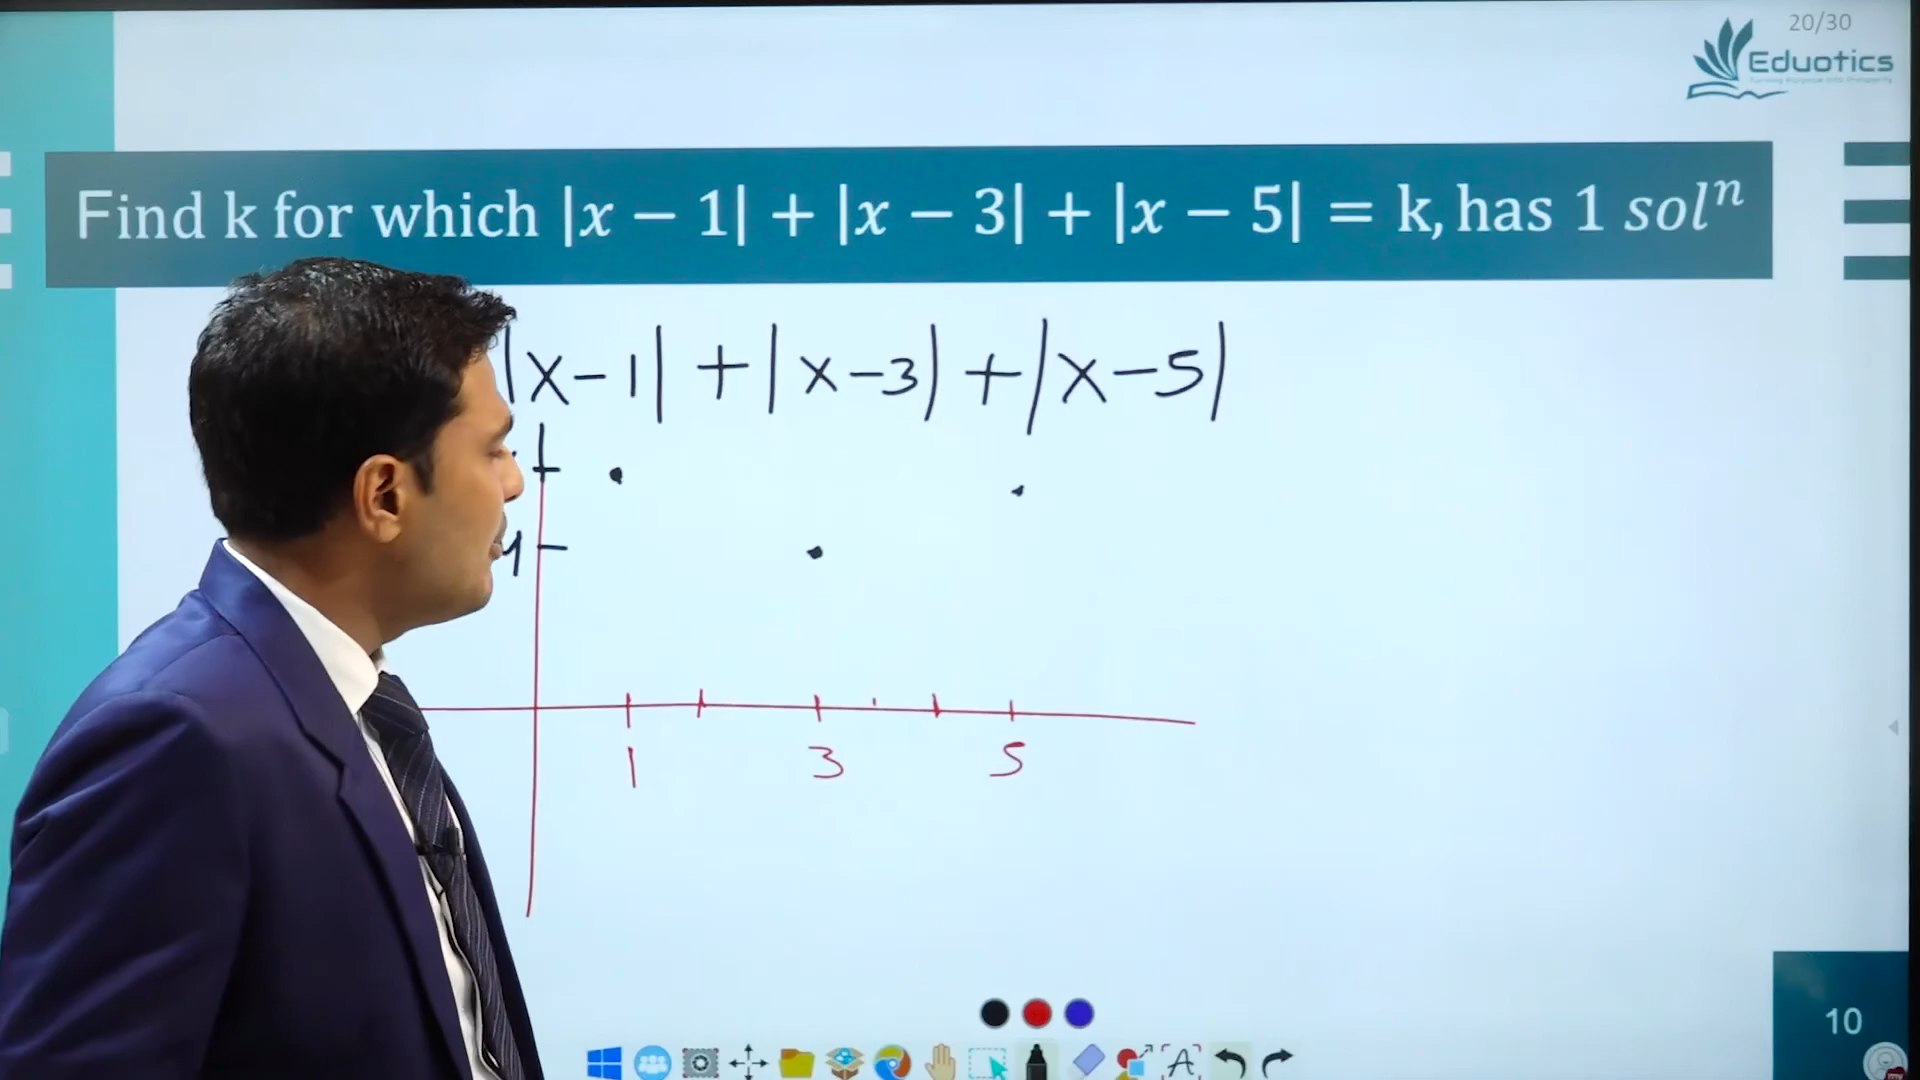 20/30
Eduotics
Find k for which |x − 1| + |x − 3| + |x − 5| = k, has 1 solⁿ
|x-1| + |x-3| + |x-5|
4
1 3 5
10